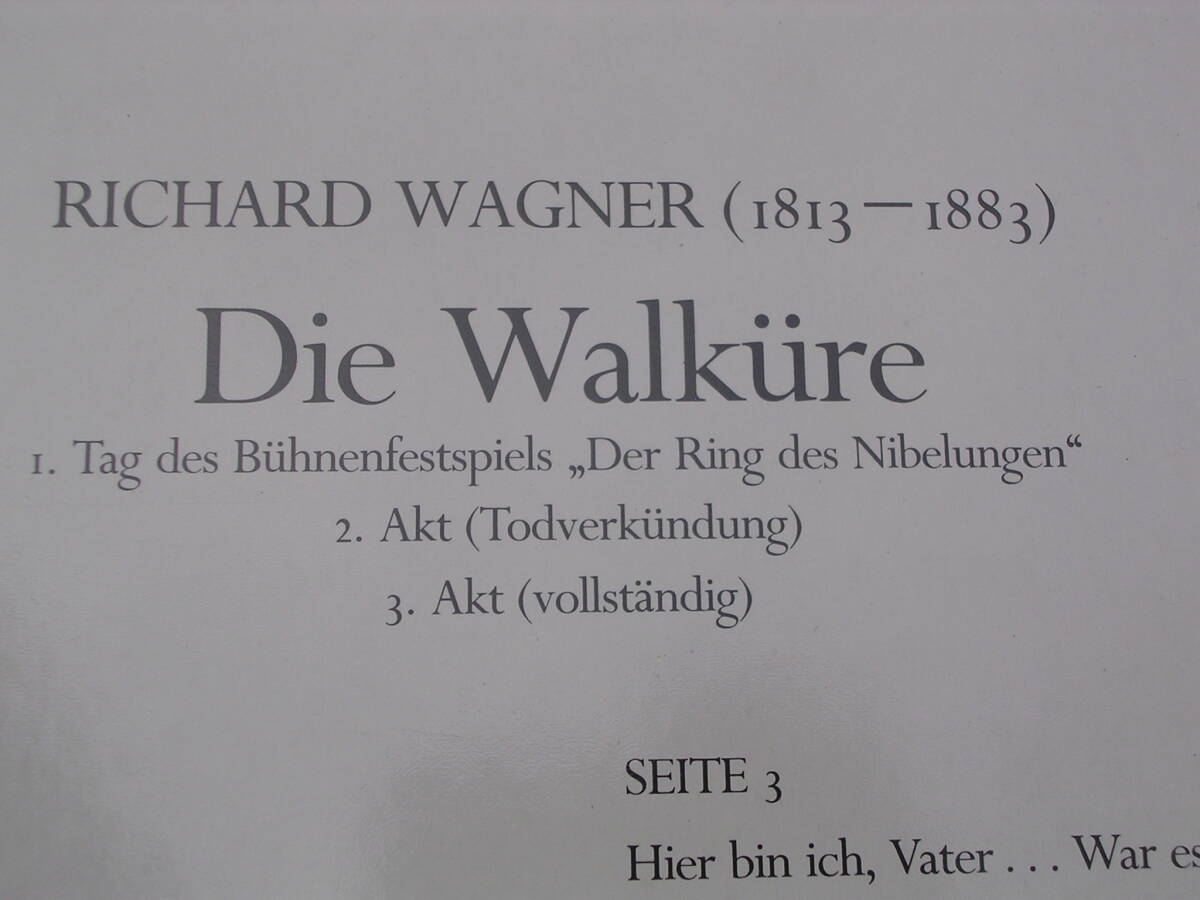 RICHARD WAGNER (1813—1883)
Die Walküre
1. Tag des Bühnenfestspiels „Der Ring des Nibelungen“
2. Akt (Todverkündung)
3. Akt (vollständig)
SEITE 3
Hier bin ich, Vater . . . War es